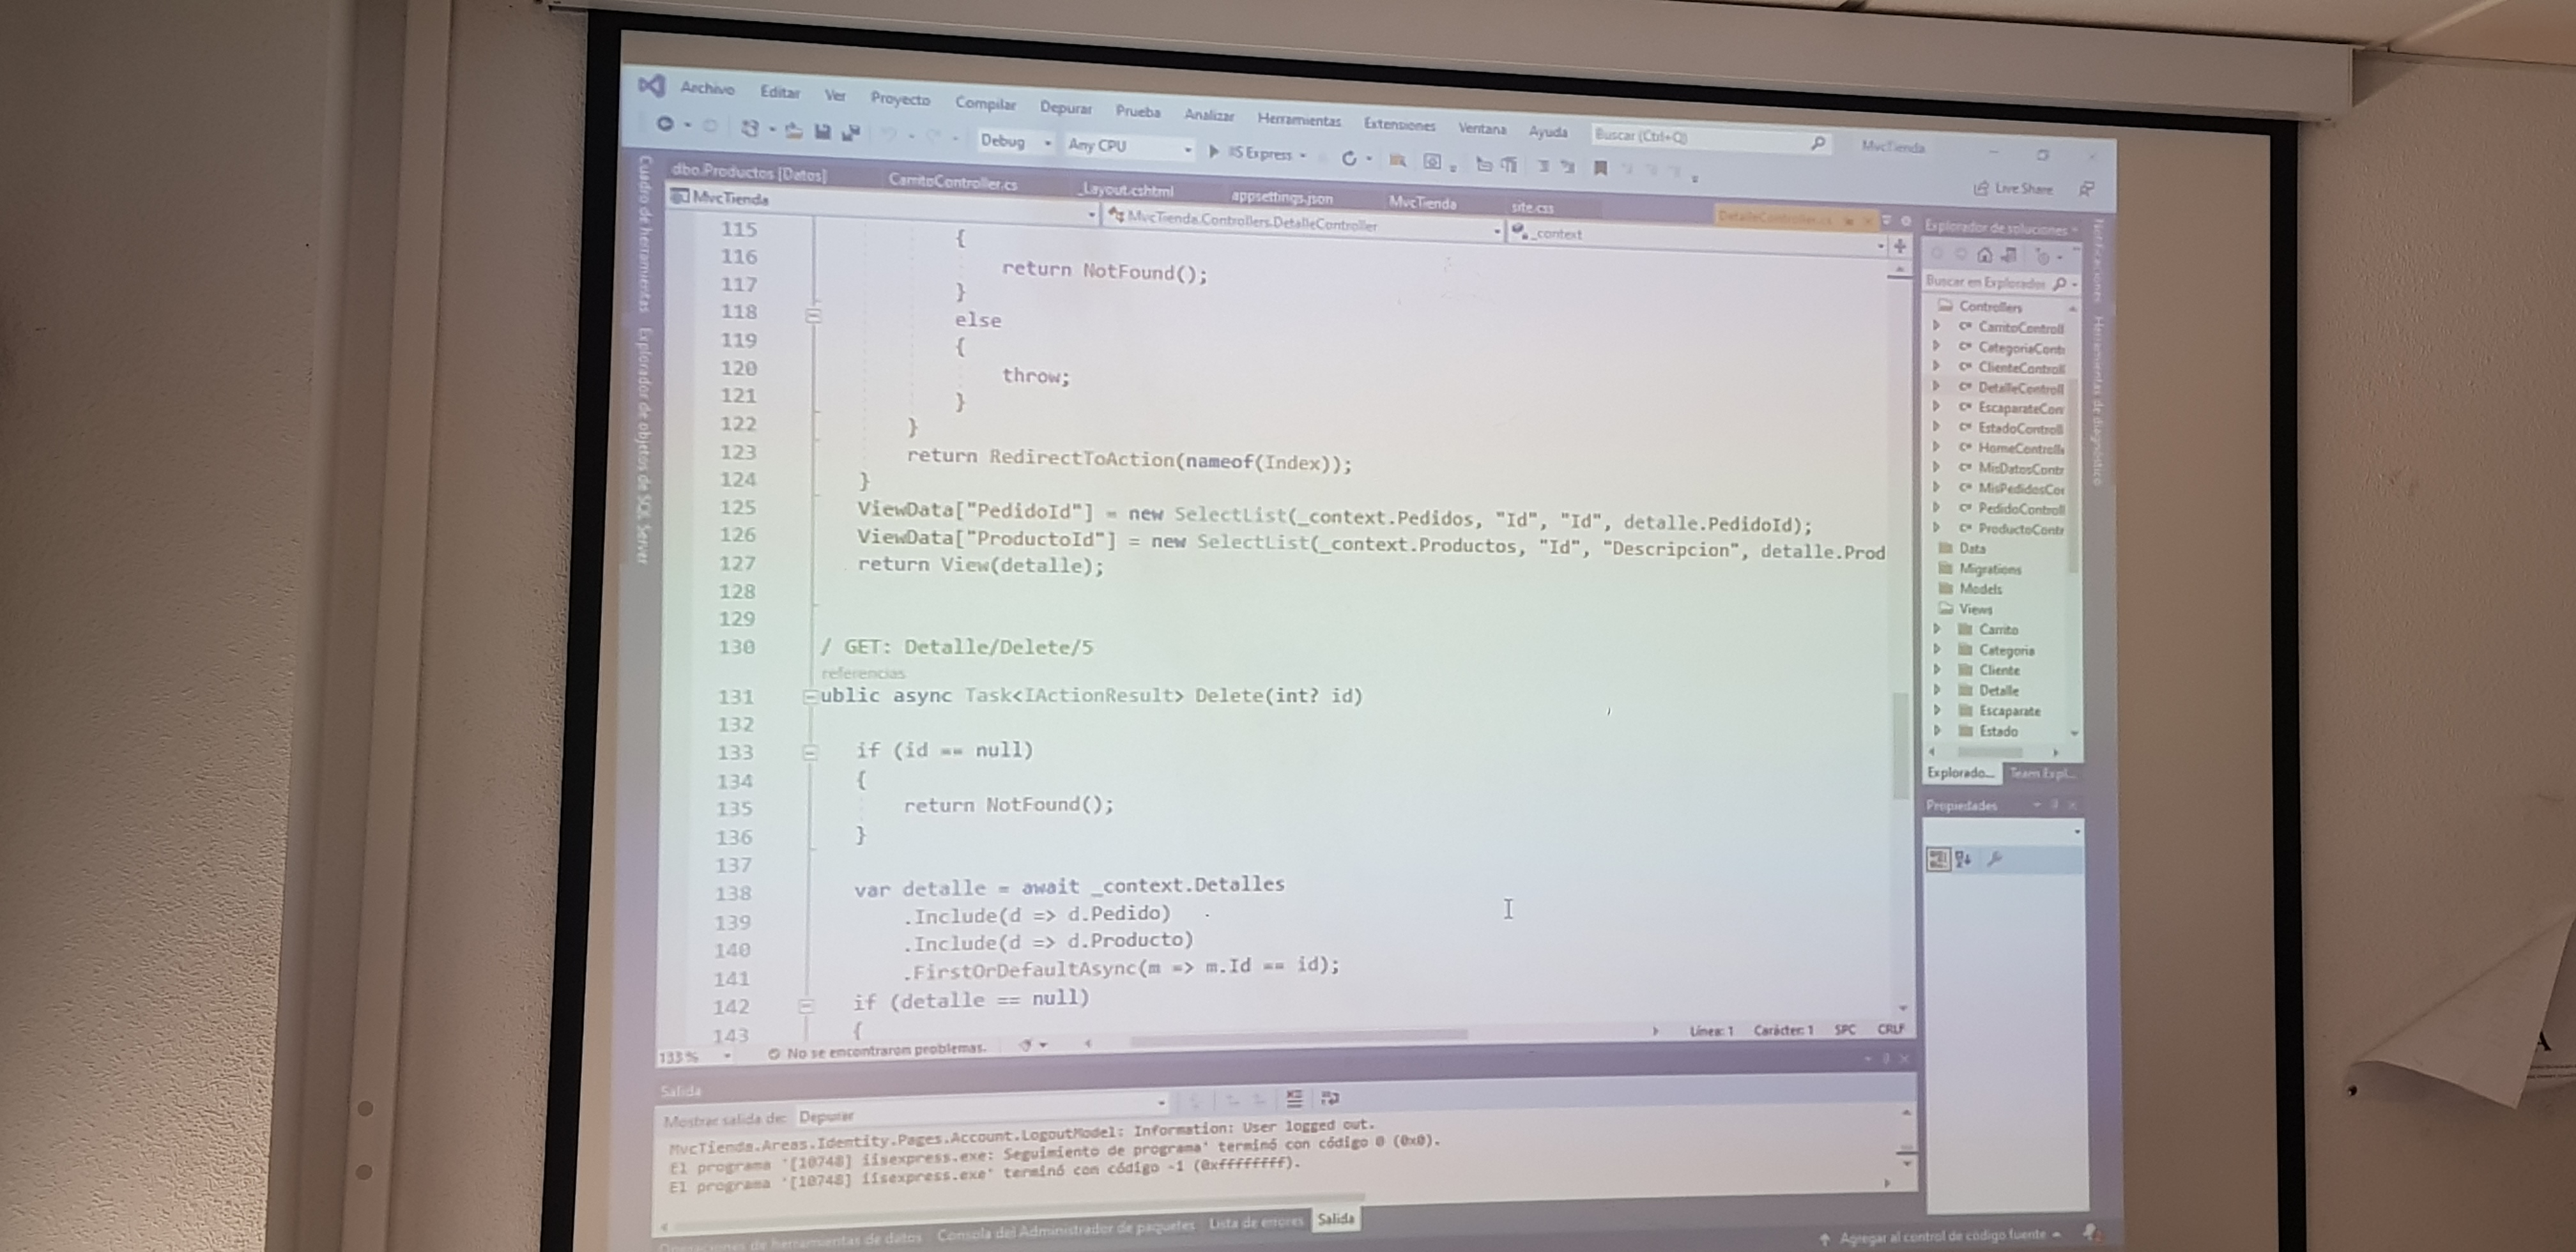 Archivo Editar Ver Proyecto Compilar Depurar Prueba Analizar Herramientas Extensiones Ventana Ayuda Buscar (Ctrl+Q) MvcTienda
Debug Any CPU IIS Express Live Share
dbo.Productos [Datos] CarritoController.cs _Layout.cshtml appsettings.json MvcTienda site.css DetalleController.cs
MvcTienda MvcTienda.Controllers.DetalleController _context
Cuadro de herramientas Explorador de objetos de SQL Server
115 {
116 return NotFound();
117 }
118 else
119 {
120 throw;
121 }
122 }
123 return RedirectToAction(nameof(Index));
124 }
125 ViewData["PedidoId"] = new SelectList(_context.Pedidos, "Id", "Id", detalle.PedidoId);
126 ViewData["ProductoId"] = new SelectList(_context.Productos, "Id", "Descripcion", detalle.Prod
127 return View(detalle);
128
129
130 / GET: Detalle/Delete/5
referencias
131 ublic async Task<IActionResult> Delete(int? id)
132
133 if (id == null)
134 {
135 return NotFound();
136 }
137
138 var detalle = await _context.Detalles
139 .Include(d => d.Pedido)
140 .Include(d => d.Producto)
141 .FirstOrDefaultAsync(m => m.Id == id);
142 if (detalle == null)
143 {
133 % No se encontraron problemas. Línea: 1 Carácter: 1 SPC CRLF
Salida
Mostrar salida de: Depurar
MvcTienda.Areas.Identity.Pages.Account.LogoutModel: Information: User logged out.
El programa '[10748] iisexpress.exe: Seguimiento de programa' terminó con código 0 (0x0).
El programa '[10748] iisexpress.exe' terminó con código -1 (0xffffffff).
Operaciones de herramientas de datos Consola del Administrador de paquetes Lista de errores Salida
Agregar al control de código fuente
Explorador de soluciones
Buscar en Explorador
Controllers
C# CarritoControll
C# CategoriaContr
C# ClienteControll
C# DetalleControll
C# EscaparateCon
C# EstadoControll
C# HomeControlle
C# MisDatosContr
C# MisPedidosCor
C# PedidoControll
C# ProductoContr
Data
Migrations
Models
Views
Carrito
Categoria
Cliente
Detalle
Escaparate
Estado
Explorado... Team Expl...
Propiedades
Notificaciones Herramientas de diagnóstico
A